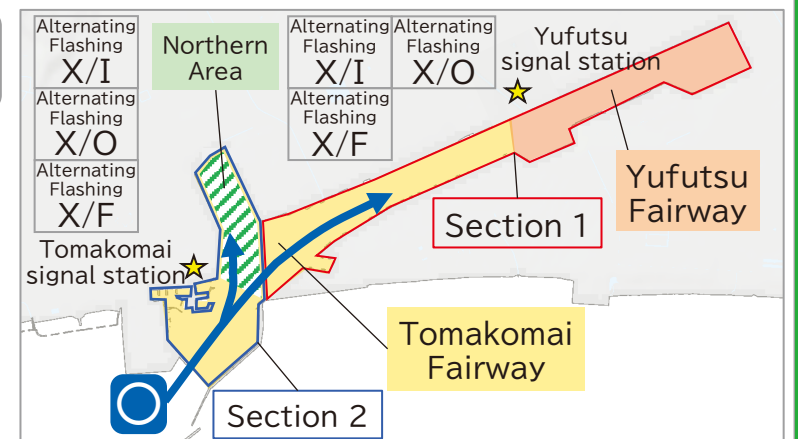 Alternating
Flashing
X/I
Alternating
Flashing
X/O
Alternating
Flashing
X/F
Northern
Area
Alternating
Flashing
X/I
Alternating
Flashing
X/O
Alternating
Flashing
X/F
Yufutsu
signal station
Yufutsu
Fairway
Section 1
Tomakomai
signal station
Tomakomai
Fairway
Section 2